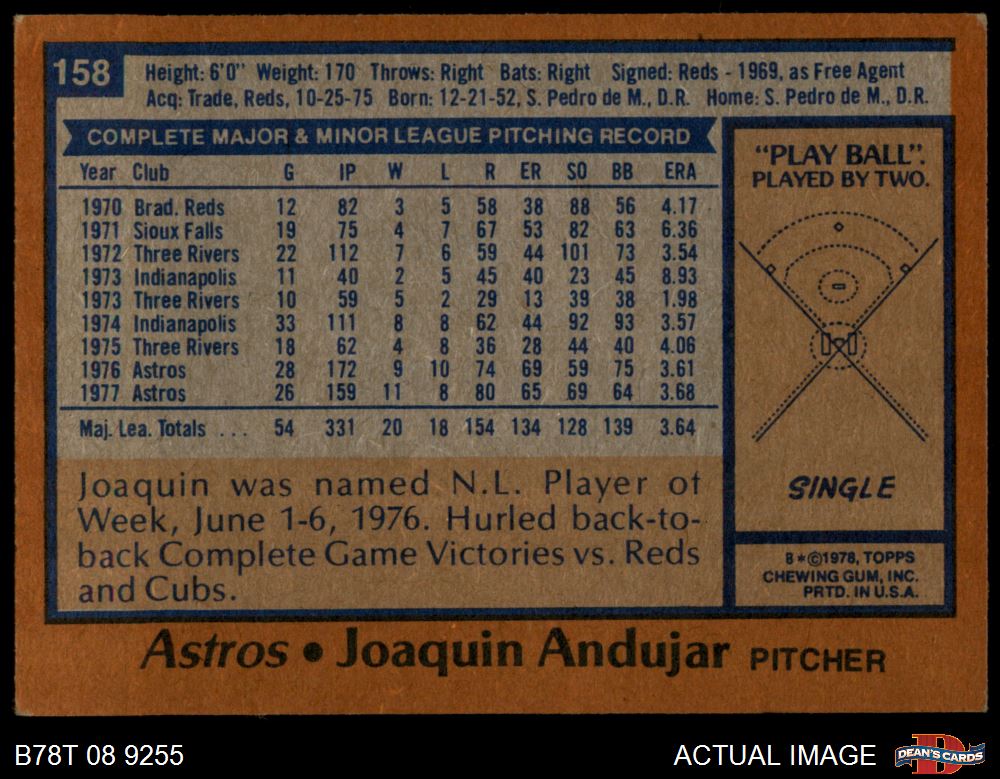 158
Height: 6'0" Weight: 170 Throws: Right Bats: Right Signed: Reds - 1969, as Free Agent
Acq: Trade, Reds, 10-25-75 Born: 12-21-52, S. Pedro de M., D.R. Home: S. Pedro de M., D.R.
COMPLETE MAJOR & MINOR LEAGUE PITCHING RECORD
Year Club G IP W L R ER SO BB ERA
1970 Brad. Reds 12 82 3 5 58 38 88 56 4.17
1971 Sioux Falls 19 75 4 7 67 53 82 63 6.36
1972 Three Rivers 22 112 7 6 59 44 101 73 3.54
1973 Indianapolis 11 40 2 5 45 40 23 45 8.93
1973 Three Rivers 10 59 5 2 29 13 39 38 1.98
1974 Indianapolis 33 111 8 8 62 44 92 93 3.57
1975 Three Rivers 18 62 4 8 36 28 44 40 4.06
1976 Astros 28 172 9 10 74 69 59 75 3.61
1977 Astros 26 159 11 8 80 65 69 64 3.68
Maj. Lea. Totals ... 54 331 20 18 154 134 128 139 3.64
Joaquin was named N.L. Player of
Week, June 1-6, 1976. Hurled back-to-
back Complete Game Victories vs. Reds
and Cubs.
"PLAY BALL".
PLAYED BY TWO.
SINGLE
B*©1978, TOPPS
CHEWING GUM, INC.
PRTD. IN U.S.A.
Astros • Joaquin Andujar PITCHER
B78T 08 9255
ACTUAL IMAGE
DEAN'S CARDS